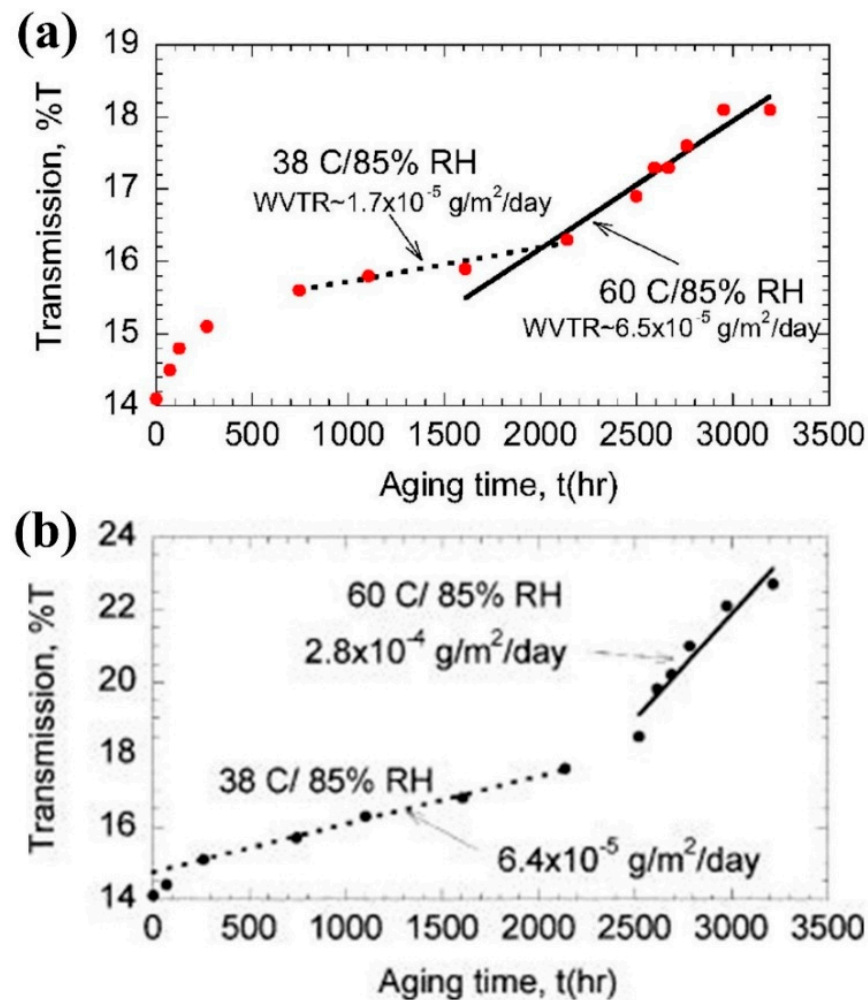 (a)
19
18
17
16
15
14
Transmission, %T
38 C/85% RH
WVTR~1.7x10⁻⁵ g/m²/day
60 C/85% RH
WVTR~6.5x10⁻⁵ g/m²/day
0 500 1000 1500 2000 2500 3000 3500
Aging time, t(hr)
(b)
24
22
20
18
16
14
Transmission, %T
60 C/ 85% RH
2.8x10⁻⁴ g/m²/day
38 C/ 85% RH
6.4x10⁻⁵ g/m²/day
0 500 1000 1500 2000 2500 3000 3500
Aging time, t(hr)